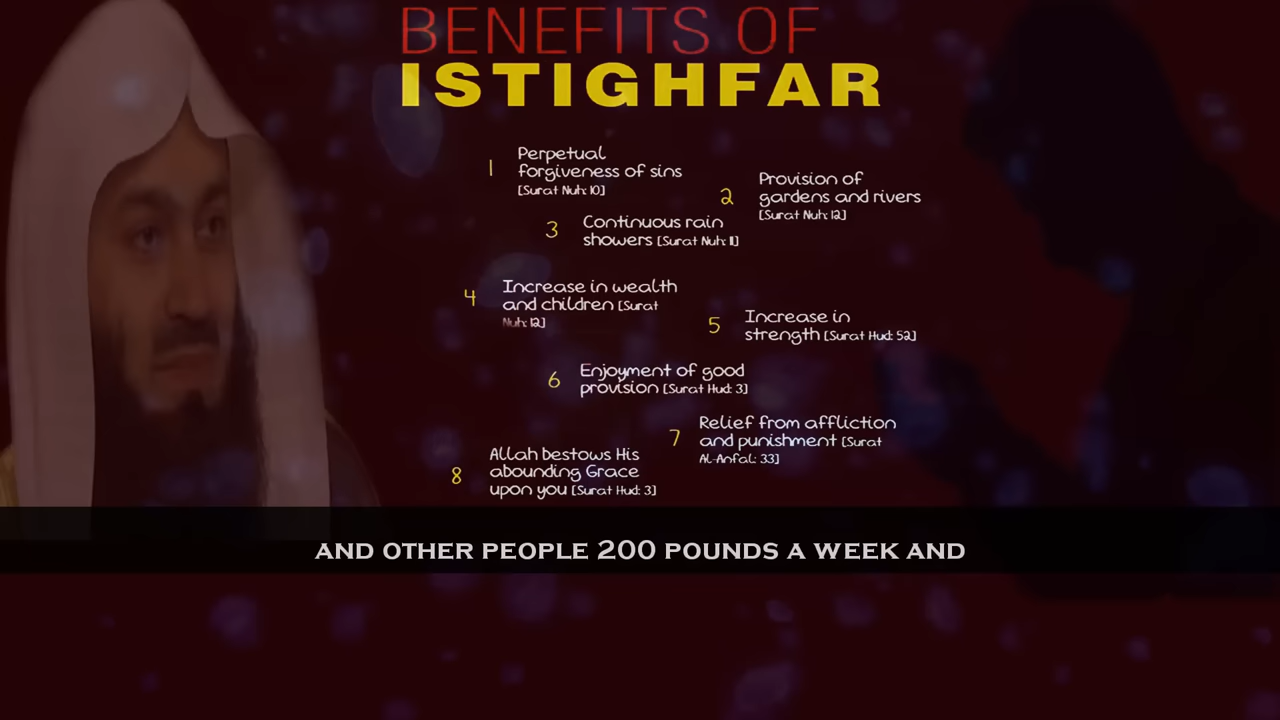 BENEFITS OF
ISTIGHFAR
1 Perpetual
forgiveness of sins
[Surat Nuh: 10]
2 Provision of
gardens and rivers
[Surat Nuh: 12]
3 Continuous rain
showers [Surat Nuh: 11]
4 Increase in wealth
and children [Surat
Nuh: 12]
5 Increase in
strength [Surat Hud: 52]
6 Enjoyment of good
provision [Surat Hud: 3]
7 Relief from affliction
and punishment [Surat
Al-Anfal: 33]
8 Allah bestows His
abounding Grace
upon you [Surat Hud: 3]
AND OTHER PEOPLE 200 POUNDS A WEEK AND